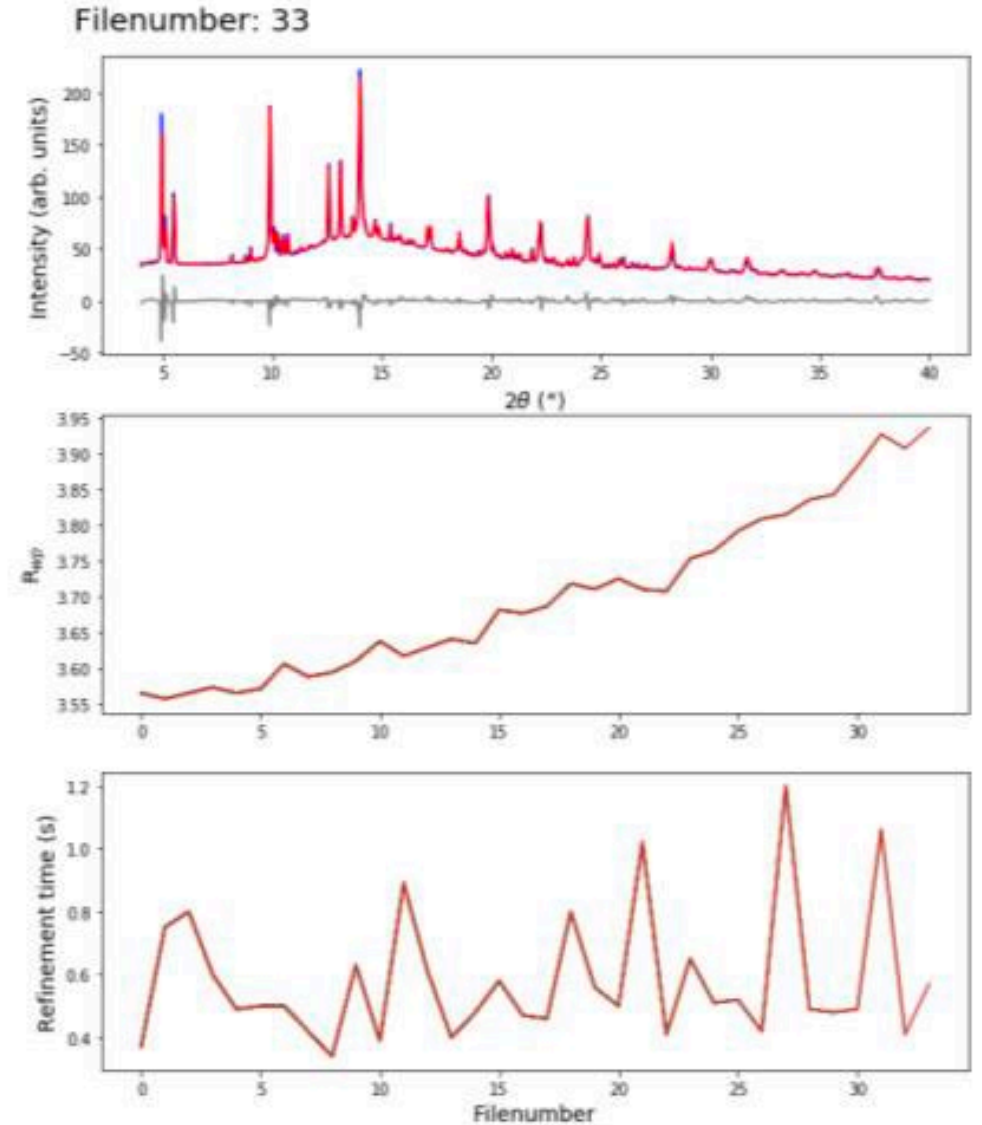 Filenumber: 33
Intensity (arb. units)
200
150
100
50
0
−50
5 10 15 20 25 30 35 40
2θ (°)
Rwp
3.95
3.90
3.85
3.80
3.75
3.70
3.65
3.60
3.55
0 5 10 15 20 25 30
Refinement time (s)
1.2
1.0
0.8
0.6
0.4
0 5 10 15 20 25 30
Filenumber